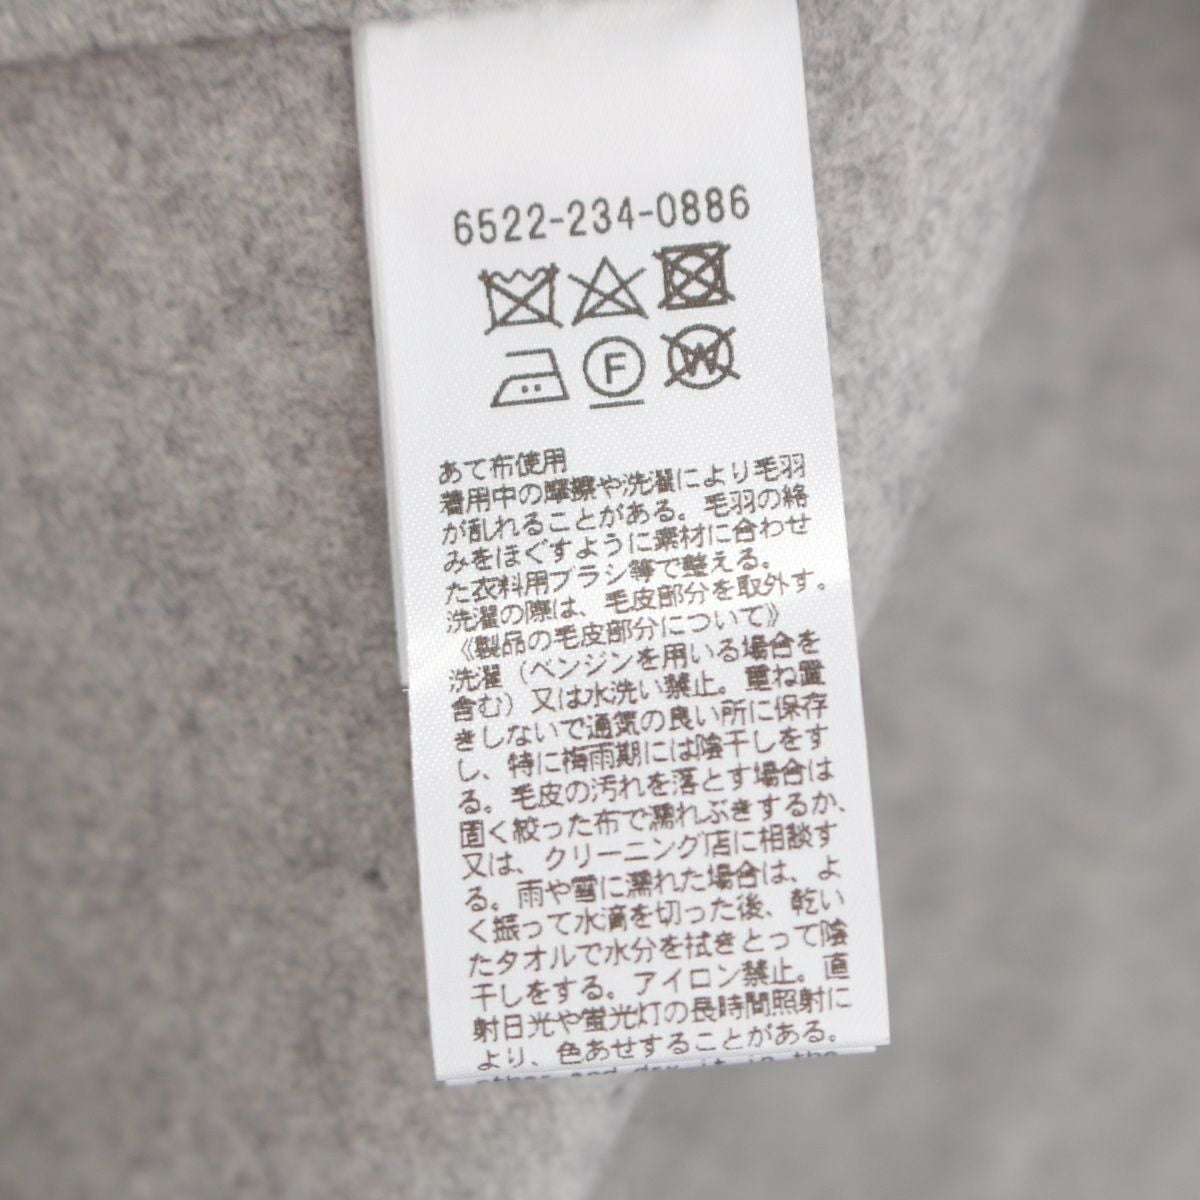 6522-234-0886
F
W
あて布使用
着用中の摩擦や洗濯により毛羽
が乱れることがある。毛羽の絡
みをほぐすように素材に合わせ
た衣料用ブラシ等で整える。
洗濯の際は、毛皮部分を取外す。
《製品の毛皮部分について》
洗濯（ベンジンを用いる場合を
含む）又は水洗い禁止。重ね置
きしないで通気の良い所に保存
し、特に梅雨期には陰干しをす
る。毛皮の汚れを落とす場合は
固く絞った布で濡れぶきするか、
又は、クリーニング店に相談す
る。雨や雪に濡れた場合は、よ
く振って水滴を切った後、乾い
たタオルで水分を拭きとって陰
干しをする。アイロン禁止。直
射日光や蛍光灯の長時間照射に
より、色あせすることがある。
other and dry it in the